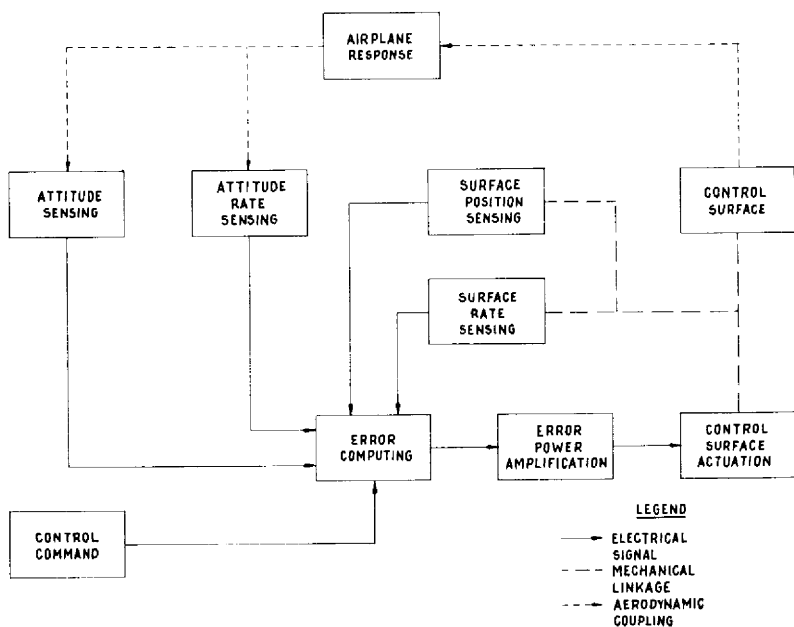 AIRPLANE
RESPONSE
ATTITUDE
SENSING
ATTITUDE
RATE
SENSING
SURFACE
POSITION
SENSING
CONTROL
SURFACE
SURFACE
RATE
SENSING
ERROR
COMPUTING
ERROR
POWER
AMPLIFICATION
CONTROL
SURFACE
ACTUATION
CONTROL
COMMAND
LEGEND
ELECTRICAL
SIGNAL
MECHANICAL
LINKAGE
AERODYNAMIC
COUPLING